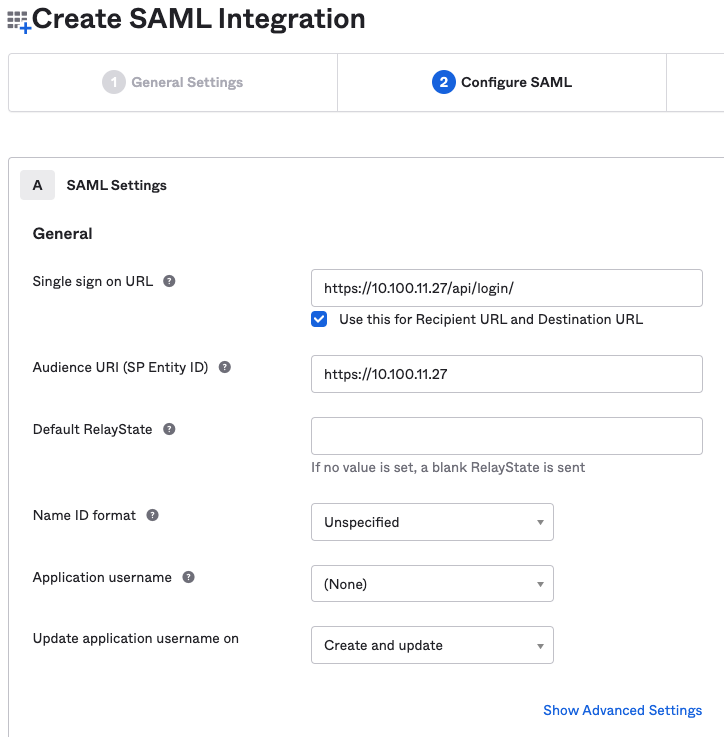 Create SAML Integration
1 General Settings
2 Configure SAML
A SAML Settings
General
Single sign on URL ?
https://10.100.11.27/api/login/
Use this for Recipient URL and Destination URL
Audience URI (SP Entity ID) ?
https://10.100.11.27
Default RelayState ?
If no value is set, a blank RelayState is sent
Name ID format ?
Unspecified
Application username ?
(None)
Update application username on
Create and update
Show Advanced Settings